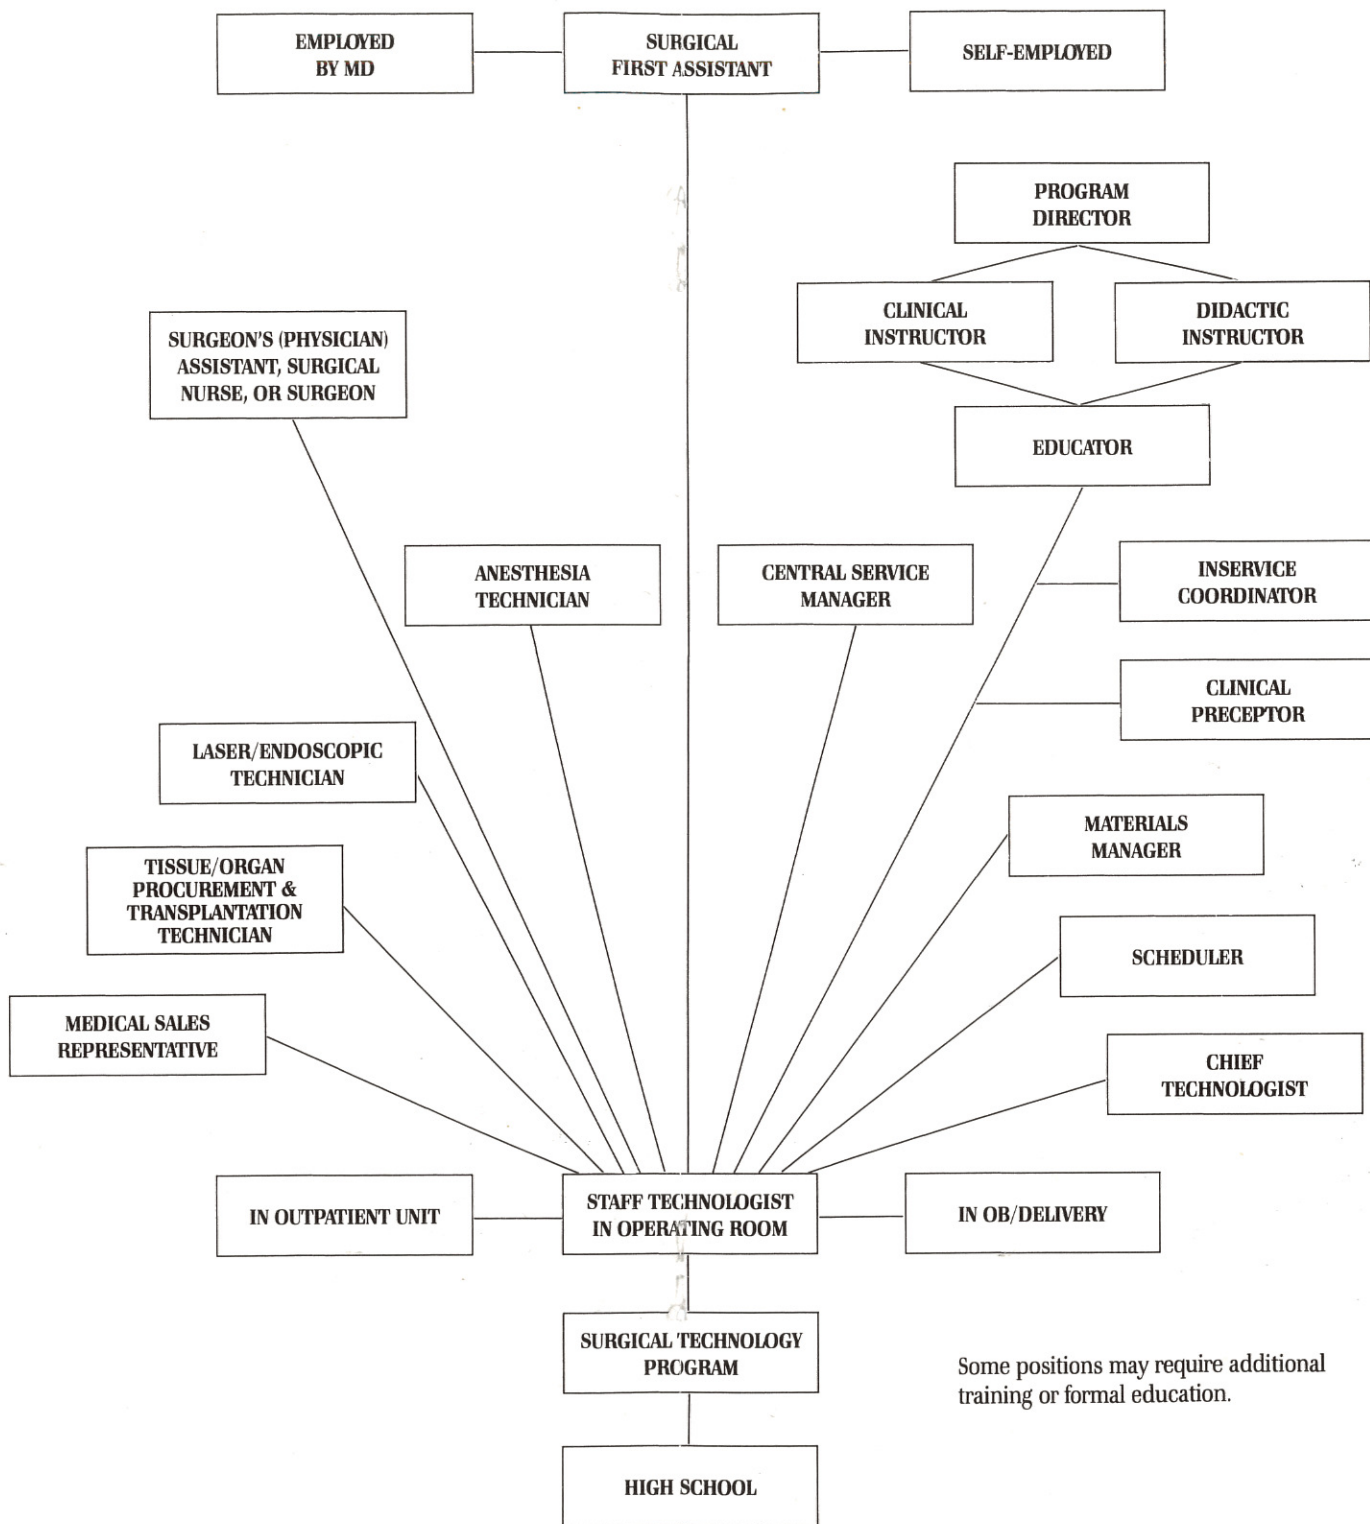 EMPLOYED
BY MD
SURGICAL
FIRST ASSISTANT
SELF-EMPLOYED
PROGRAM
DIRECTOR
CLINICAL
INSTRUCTOR
DIDACTIC
INSTRUCTOR
SURGEON'S (PHYSICIAN)
ASSISTANT, SURGICAL
NURSE, OR SURGEON
EDUCATOR
ANESTHESIA
TECHNICIAN
CENTRAL SERVICE
MANAGER
INSERVICE
COORDINATOR
CLINICAL
PRECEPTOR
LASER/ENDOSCOPIC
TECHNICIAN
MATERIALS
MANAGER
TISSUE/ORGAN
PROCUREMENT &
TRANSPLANTATION
TECHNICIAN
SCHEDULER
MEDICAL SALES
REPRESENTATIVE
CHIEF
TECHNOLOGIST
IN OUTPATIENT UNIT
STAFF TECHNOLOGIST
IN OPERATING ROOM
IN OB/DELIVERY
SURGICAL TECHNOLOGY
PROGRAM
Some positions may require additional
training or formal education.
HIGH SCHOOL